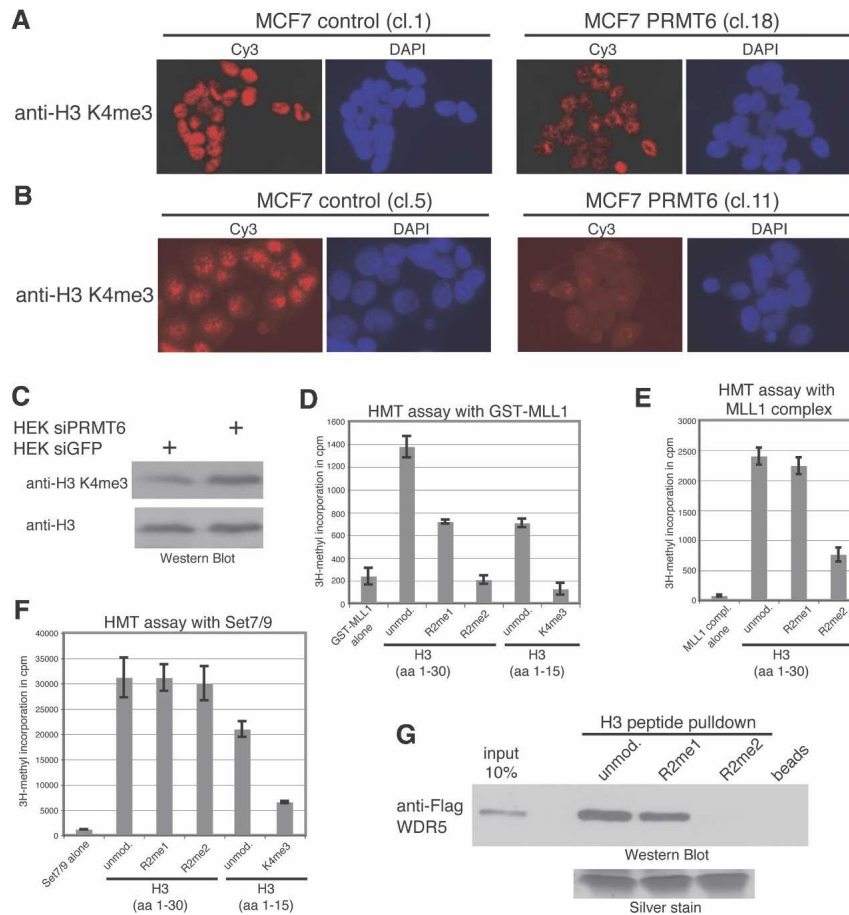 A
MCF7 control (cl.1)
MCF7 PRMT6 (cl.18)
Cy3
DAPI
Cy3
DAPI
anti-H3 K4me3
B
MCF7 control (cl.5)
MCF7 PRMT6 (cl.11)
Cy3
DAPI
Cy3
DAPI
anti-H3 K4me3
C
HEK siPRMT6
+
HEK siGFP
+
anti-H3 K4me3
anti-H3
Western Blot
D
HMT assay with GST-MLL1
3H-methyl incorporation in cpm
1600
1400
1200
1000
800
600
400
200
0
GST-MLL1 alone
unmod.
R2me1
R2me2
unmod.
K4me3
H3
(aa 1-30)
H3
(aa 1-15)
E
HMT assay with
MLL1 complex
3H-methyl incorporation in cpm
3000
2500
2000
1500
1000
500
0
MLL1 compl. alone
unmod.
R2me1
R2me2
H3
(aa 1-30)
F
HMT assay with Set7/9
3H-methyl incorporation in cpm
40000
35000
30000
25000
20000
15000
10000
5000
0
Set7/9 alone
unmod.
R2me1
R2me2
unmod.
K4me3
H3
(aa 1-30)
H3
(aa 1-15)
G
H3 peptide pulldown
input
10%
unmod.
R2me1
R2me2
beads
anti-Flag
WDR5
Western Blot
Silver stain